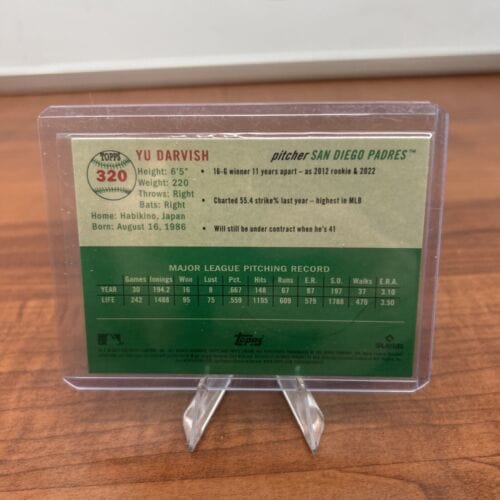 TOPPS
320
YU DARVISH
pitcher SAN DIEGO PADRES™
Height: 6'5"
Weight: 220
Throws: Right
Bats: Right
Home: Habikino, Japan
Born: August 16, 1986
• 16-6 winner 11 years apart – as 2012 rookie & 2022
• Charted 55.4 strike% last year – highest in MLB
• Will still be under contract when he's 41
MAJOR LEAGUE PITCHING RECORD
Games Innings Won Lost Pct. Hits Runs E.R. S.O. Walks E.R.A.
YEAR 30 194.2 16 8 .667 148 67 67 197 37 3.10
LIFE 242 1488 95 75 .559 1195 609 579 1788 470 3.50
Topps